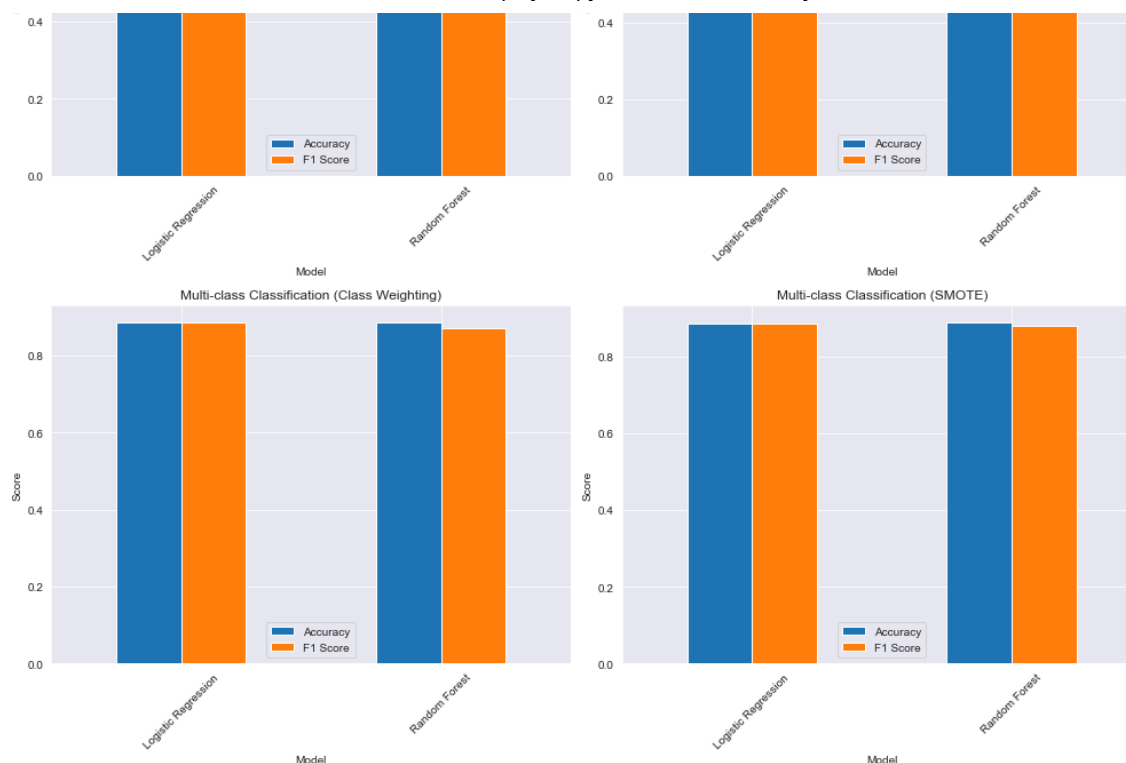 0.4
0.2
0.0
Accuracy
F1 Score
Logistic Regression
Random Forest
Model
0.4
0.2
0.0
Accuracy
F1 Score
Logistic Regression
Random Forest
Model
Multi-class Classification (Class Weighting)
0.8
0.6
0.4
0.2
0.0
Score
Accuracy
F1 Score
Logistic Regression
Random Forest
Model
Multi-class Classification (SMOTE)
0.8
0.6
0.4
0.2
0.0
Score
Accuracy
F1 Score
Logistic Regression
Random Forest
Model